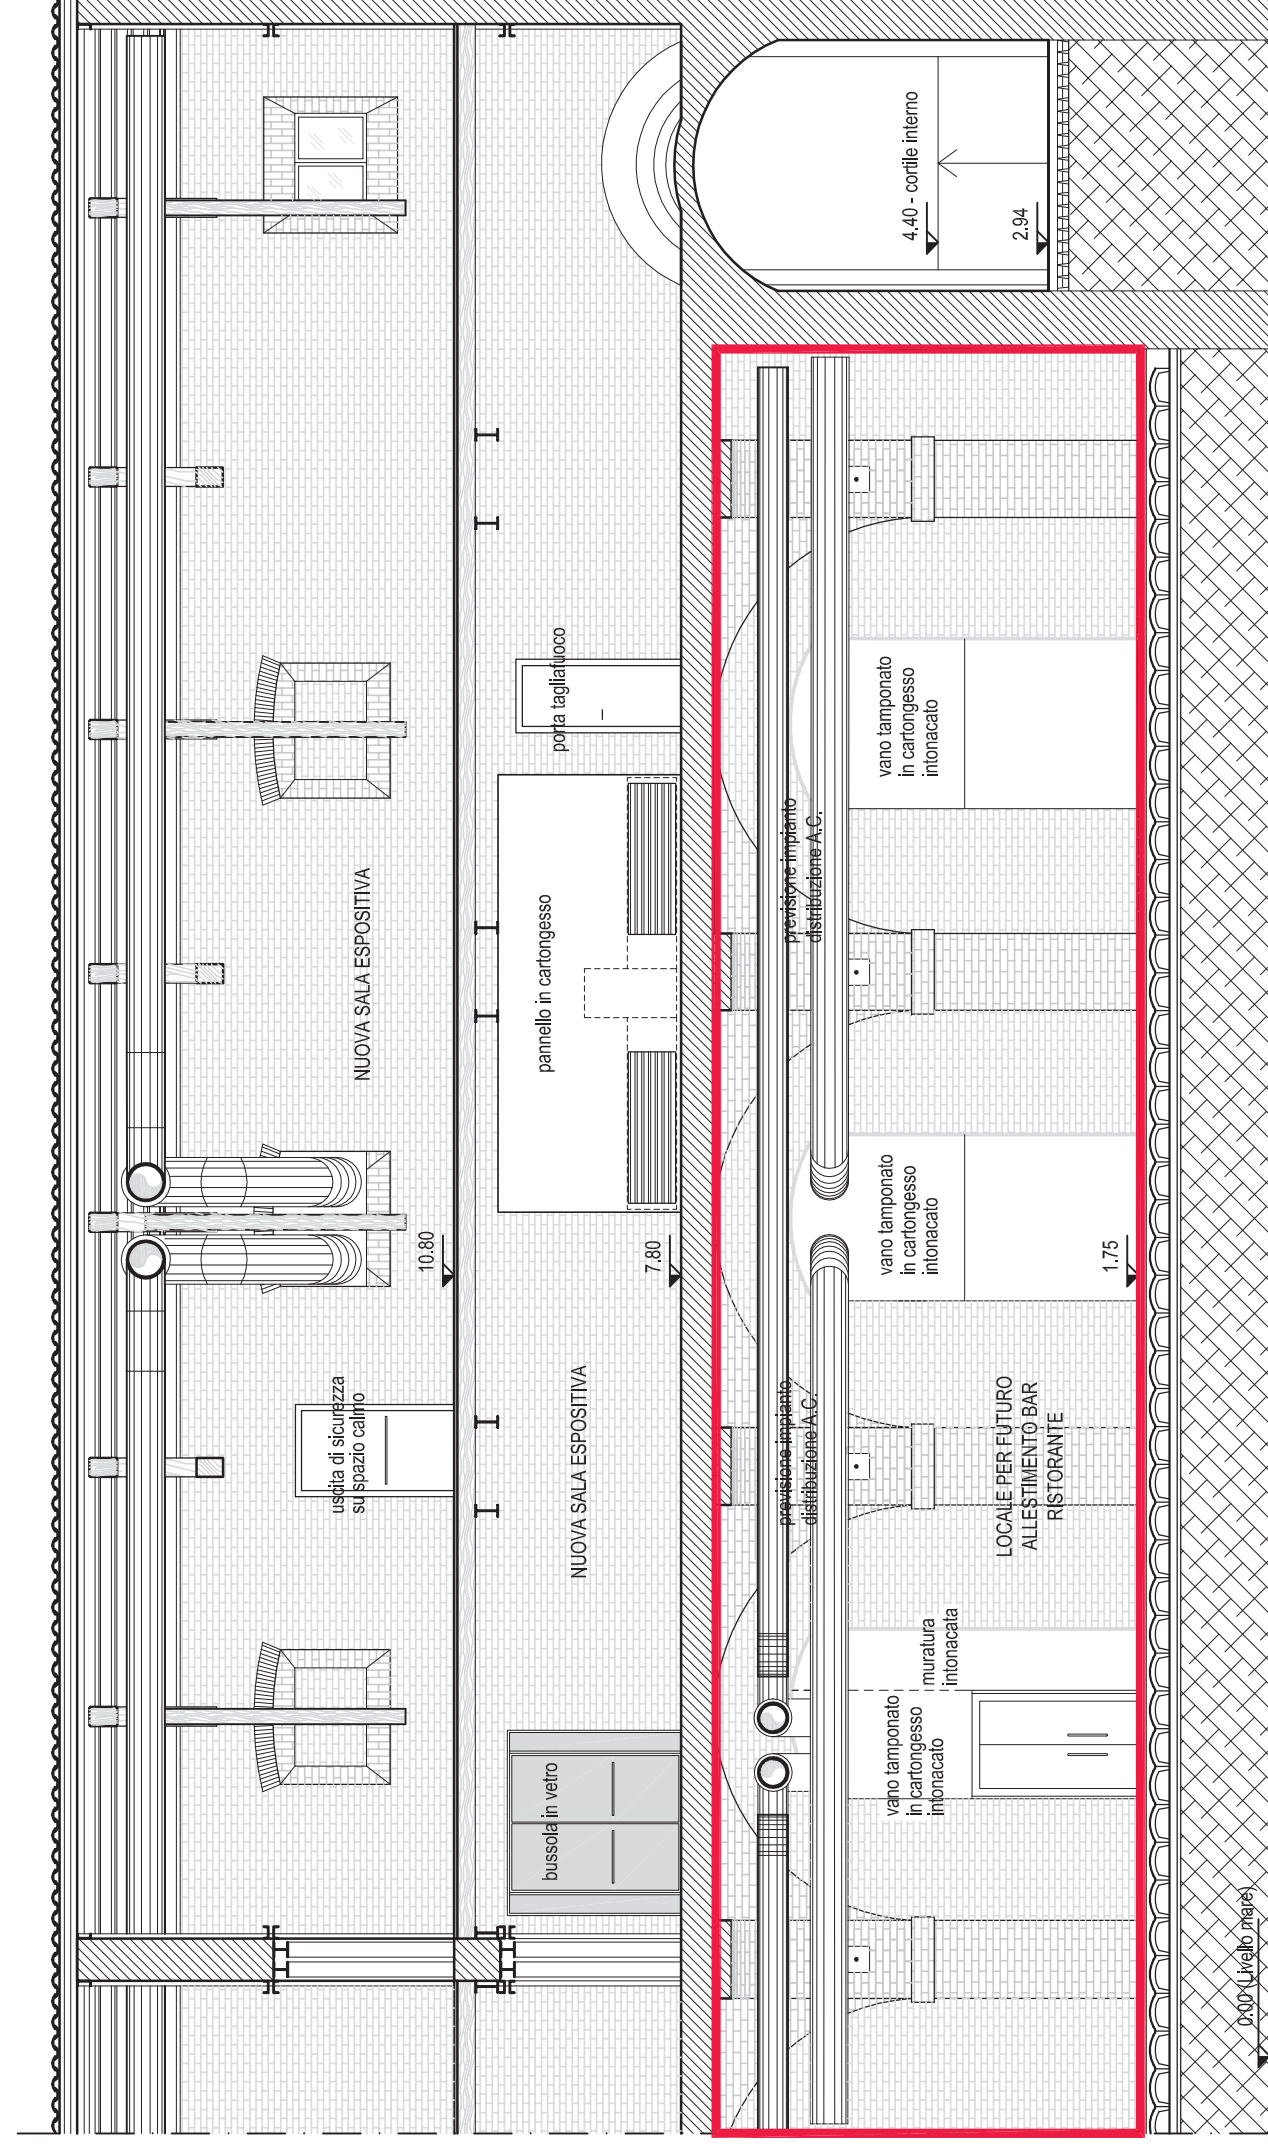 4.40 - cortile interno
2.94
porta tagliafuoco
vano tamponato
in cartongesso
intonacato
previsione impianto
distribuzione A.C.
NUOVA SALA ESPOSITIVA
pannello in cartongesso
10.80
7.80
vano tamponato
in cartongesso
intonacato
1.75
uscita di sicurezza
su spazio calmo
NUOVA SALA ESPOSITIVA
previsione impianto
distribuzione A.C.
LOCALE PER FUTURO
ALLESTIMENTO BAR
RISTORANTE
muratura
intonacata
bussola in vetro
vano tamponato
in cartongesso
intonacato
0.00 (Livello mare)